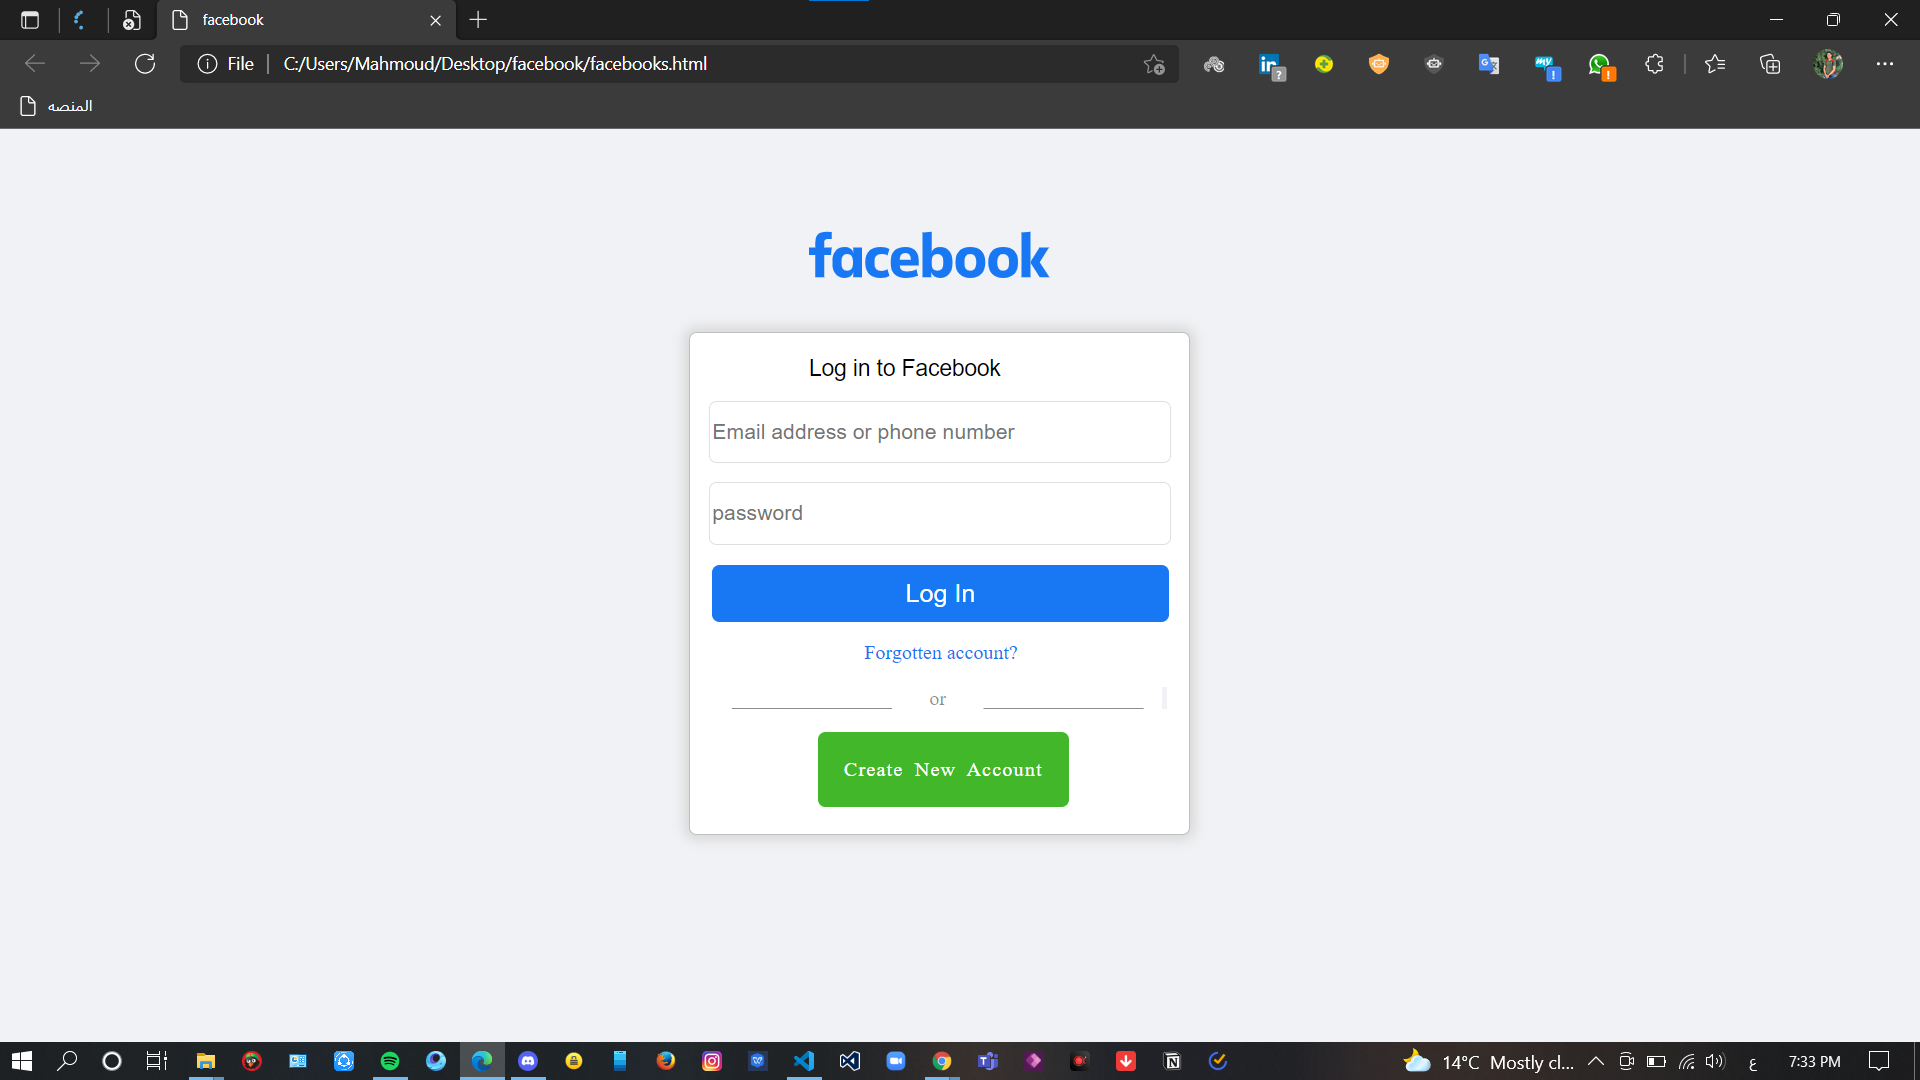 facebook
File
C:/Users/Mahmoud/Desktop/facebook/facebooks.html
المنصه
facebook
Log in to Facebook
Email address or phone number
password
Log In
Forgotten account?
or
Create New Account
14°C Mostly cl...
ع
7:33 PM